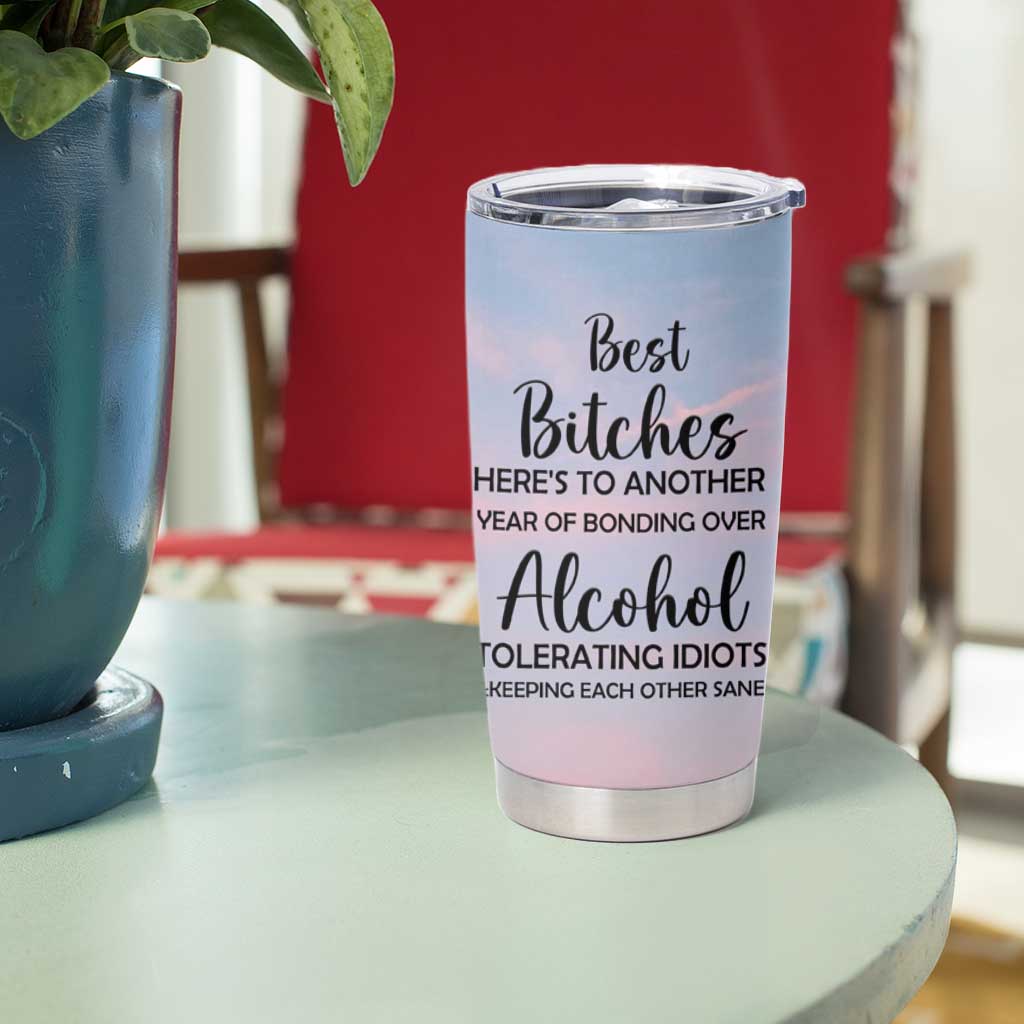 Best
Bitches
HERE'S TO ANOTHER
YEAR OF BONDING OVER
Alcohol
TOLERATING IDIOTS
&KEEPING EACH OTHER SANE